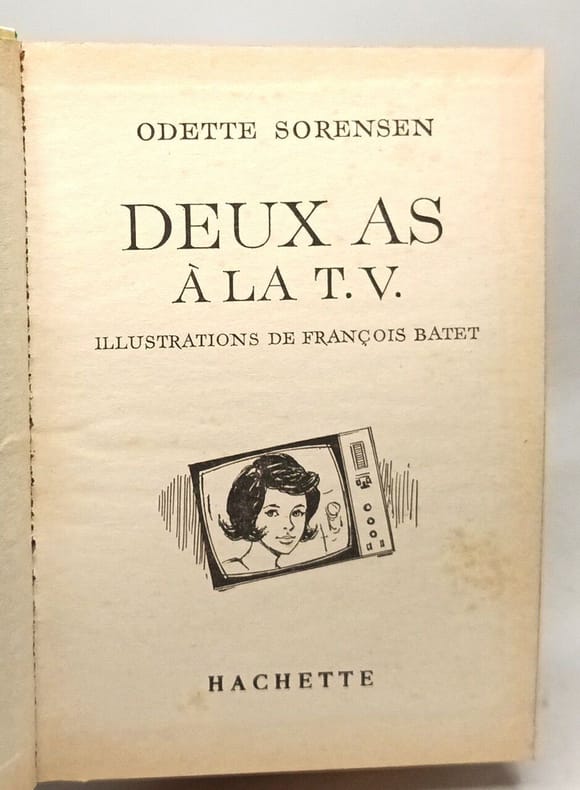 ODETTE SORENSEN
DEUX AS
À LA T.V.
ILLUSTRATIONS DE FRANÇOIS BATET
HACHETTE